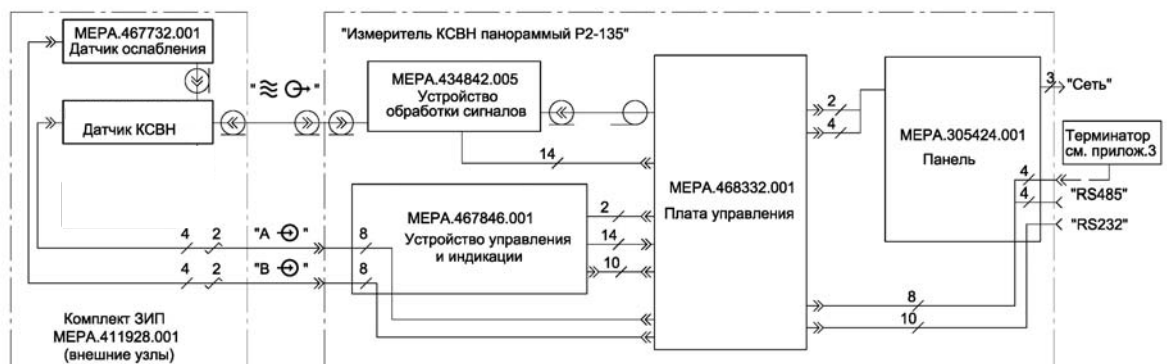 МЕРА.467732.001
Датчик ослабления
Датчик КСВН
"Измеритель КСВН панораммный Р2-135"
МЕРА.434842.005
Устройство
обработки сигналов
14
МЕРА.467846.001
Устройство управления
и индикации
2
14
10
МЕРА.468332.001
Плата управления
2
4
МЕРА.305424.001
Панель
3
"Сеть"
Терминатор
см. прилож.3
4
4
"RS485"
"RS232"
8
10
4 2 "А " 8
4 2 "В " 8
Комплект ЗИП
МЕРА.411928.001
(внешние узлы)